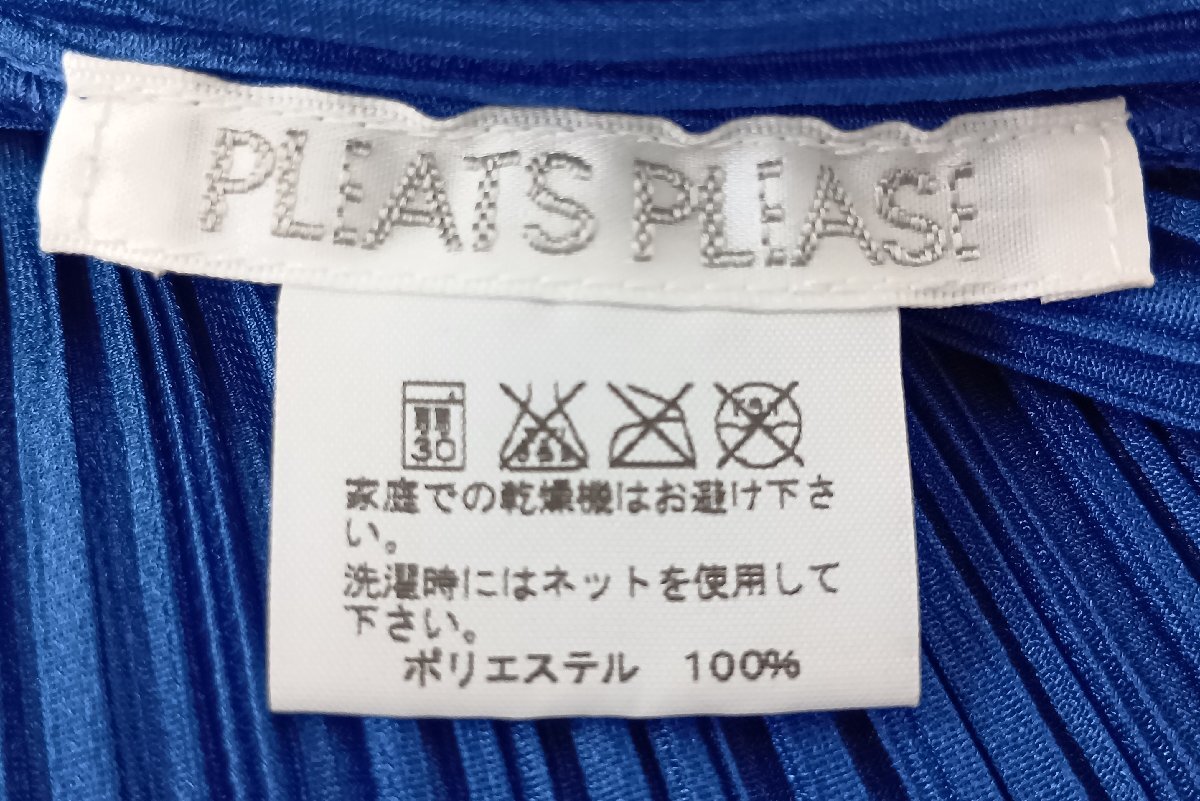 PLEATS PLEASE
弱 30
家庭での乾燥機はお避け下さ
い。
洗濯時にはネットを使用して
下さい。
ポリエステル 100%